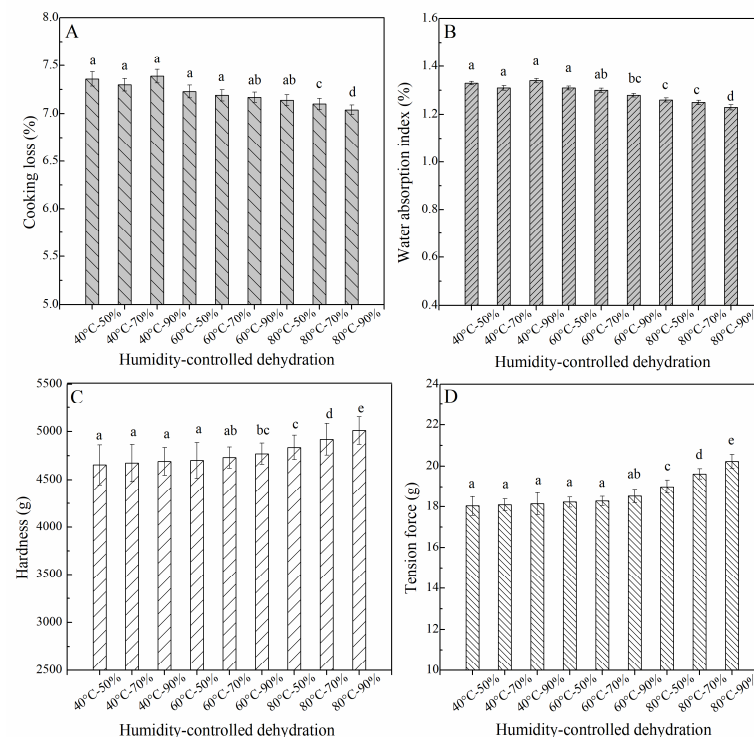 A
Cooking loss (%)
8.0
7.5
7.0
6.5
6.0
5.5
5.0
a a a a a ab ab c d
40°C-50% 40°C-70% 40°C-90% 60°C-50% 60°C-70% 60°C-90% 80°C-50% 80°C-70% 80°C-90%
Humidity-controlled dehydration
B
Water absorption index (%)
1.6
1.4
1.2
1.0
0.8
0.6
0.4
a a a a ab bc c c d
40°C-50% 40°C-70% 40°C-90% 60°C-50% 60°C-70% 60°C-90% 80°C-50% 80°C-70% 80°C-90%
Humidity-controlled dehydration
C
Hardness (g)
5500
5000
4500
4000
3500
3000
2500
a a a a ab bc c d e
40°C-50% 40°C-70% 40°C-90% 60°C-50% 60°C-70% 60°C-90% 80°C-50% 80°C-70% 80°C-90%
Humidity-controlled dehydration
D
Tension force (g)
24
22
20
18
16
14
12
10
a a a a a ab c d e
40°C-50% 40°C-70% 40°C-90% 60°C-50% 60°C-70% 60°C-90% 80°C-50% 80°C-70% 80°C-90%
Humidity-controlled dehydration